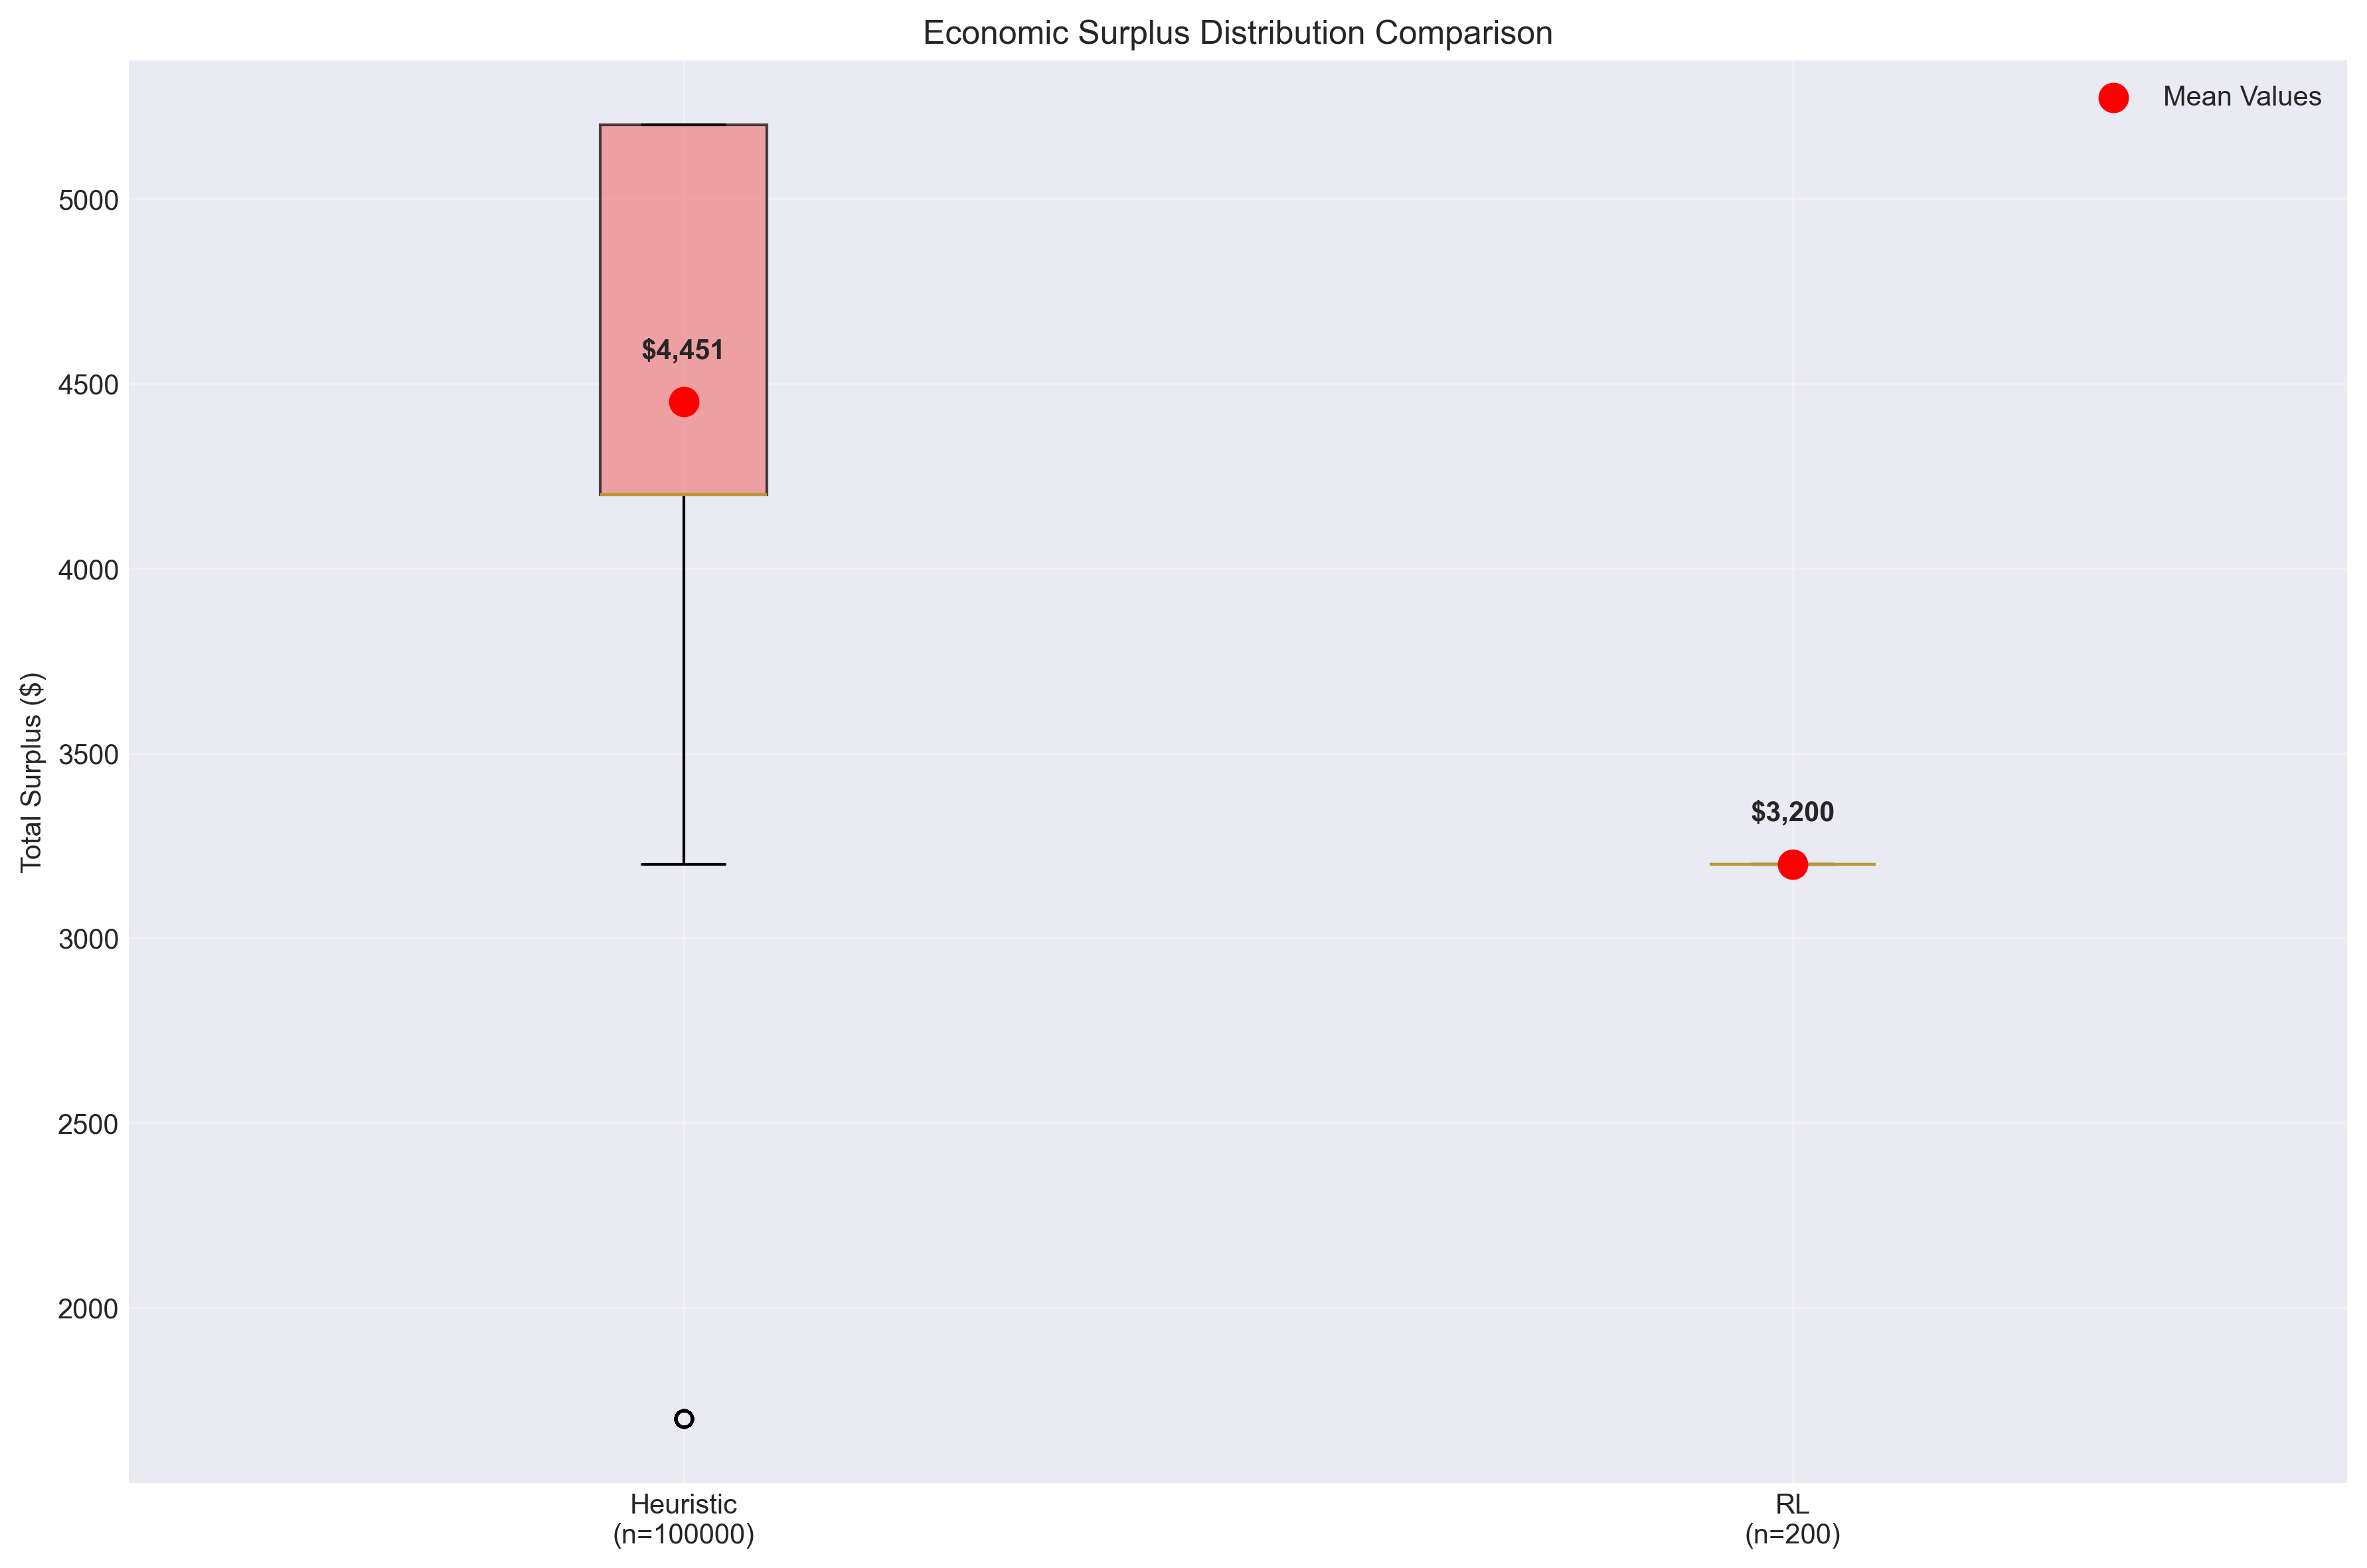 Economic Surplus Distribution Comparison
Mean Values
Total Surplus ($)
5000
4500
4000
3500
3000
2500
2000
$4,451
$3,200
Heuristic
(n=100000)
RL
(n=200)